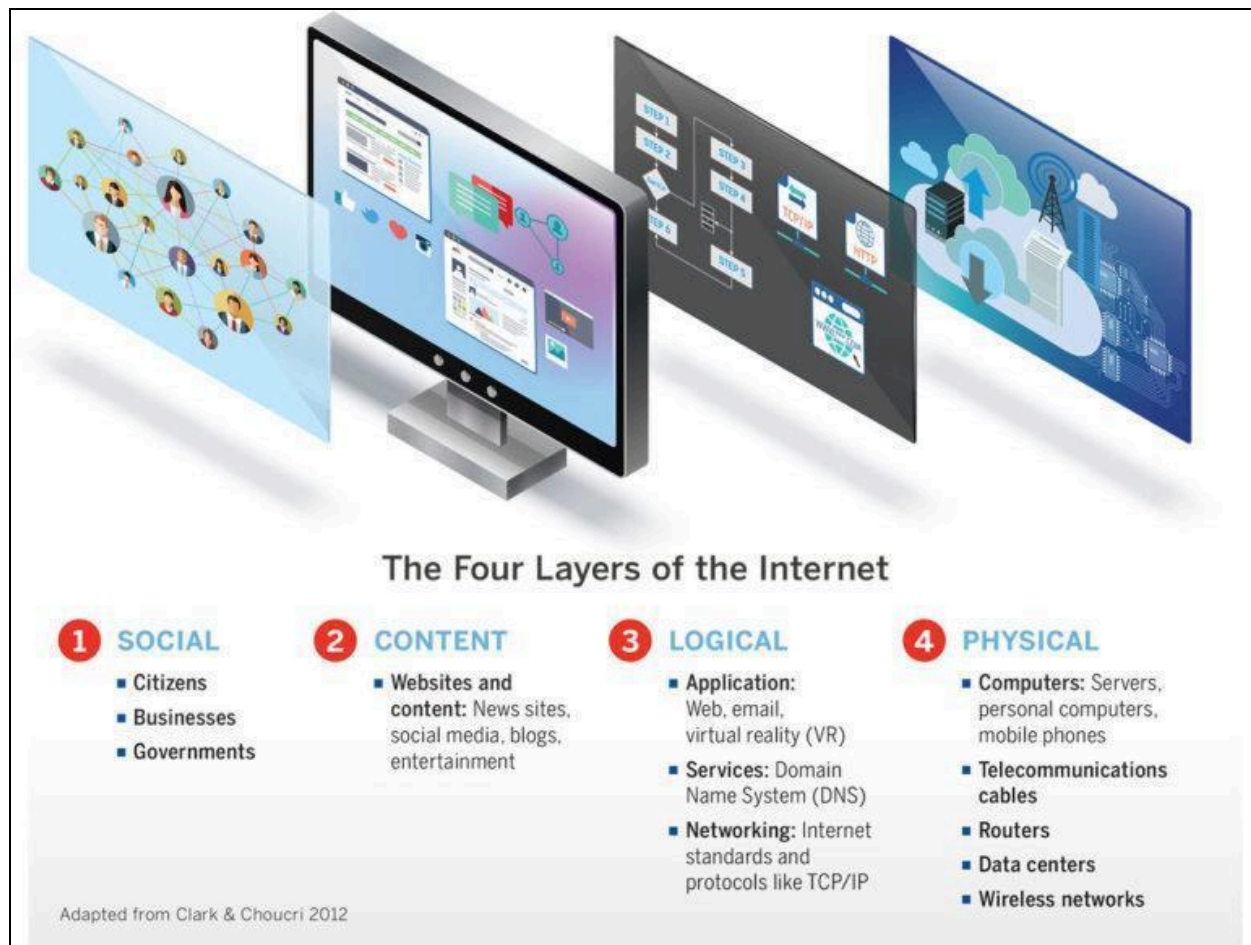 STEP 1
STEP 2
STEP 3
STEP 4
STEP 5
STEP 6
TCP/IP
HTTP
The Four Layers of the Internet
1 SOCIAL
▪ Citizens
▪ Businesses
▪ Governments
2 CONTENT
▪ Websites and
content: News sites,
social media, blogs,
entertainment
3 LOGICAL
▪ Application:
Web, email,
virtual reality (VR)
▪ Services: Domain
Name System (DNS)
▪ Networking: Internet
standards and
protocols like TCP/IP
4 PHYSICAL
▪ Computers: Servers,
personal computers,
mobile phones
▪ Telecommunications
cables
▪ Routers
▪ Data centers
▪ Wireless networks
Adapted from Clark & Choucri 2012